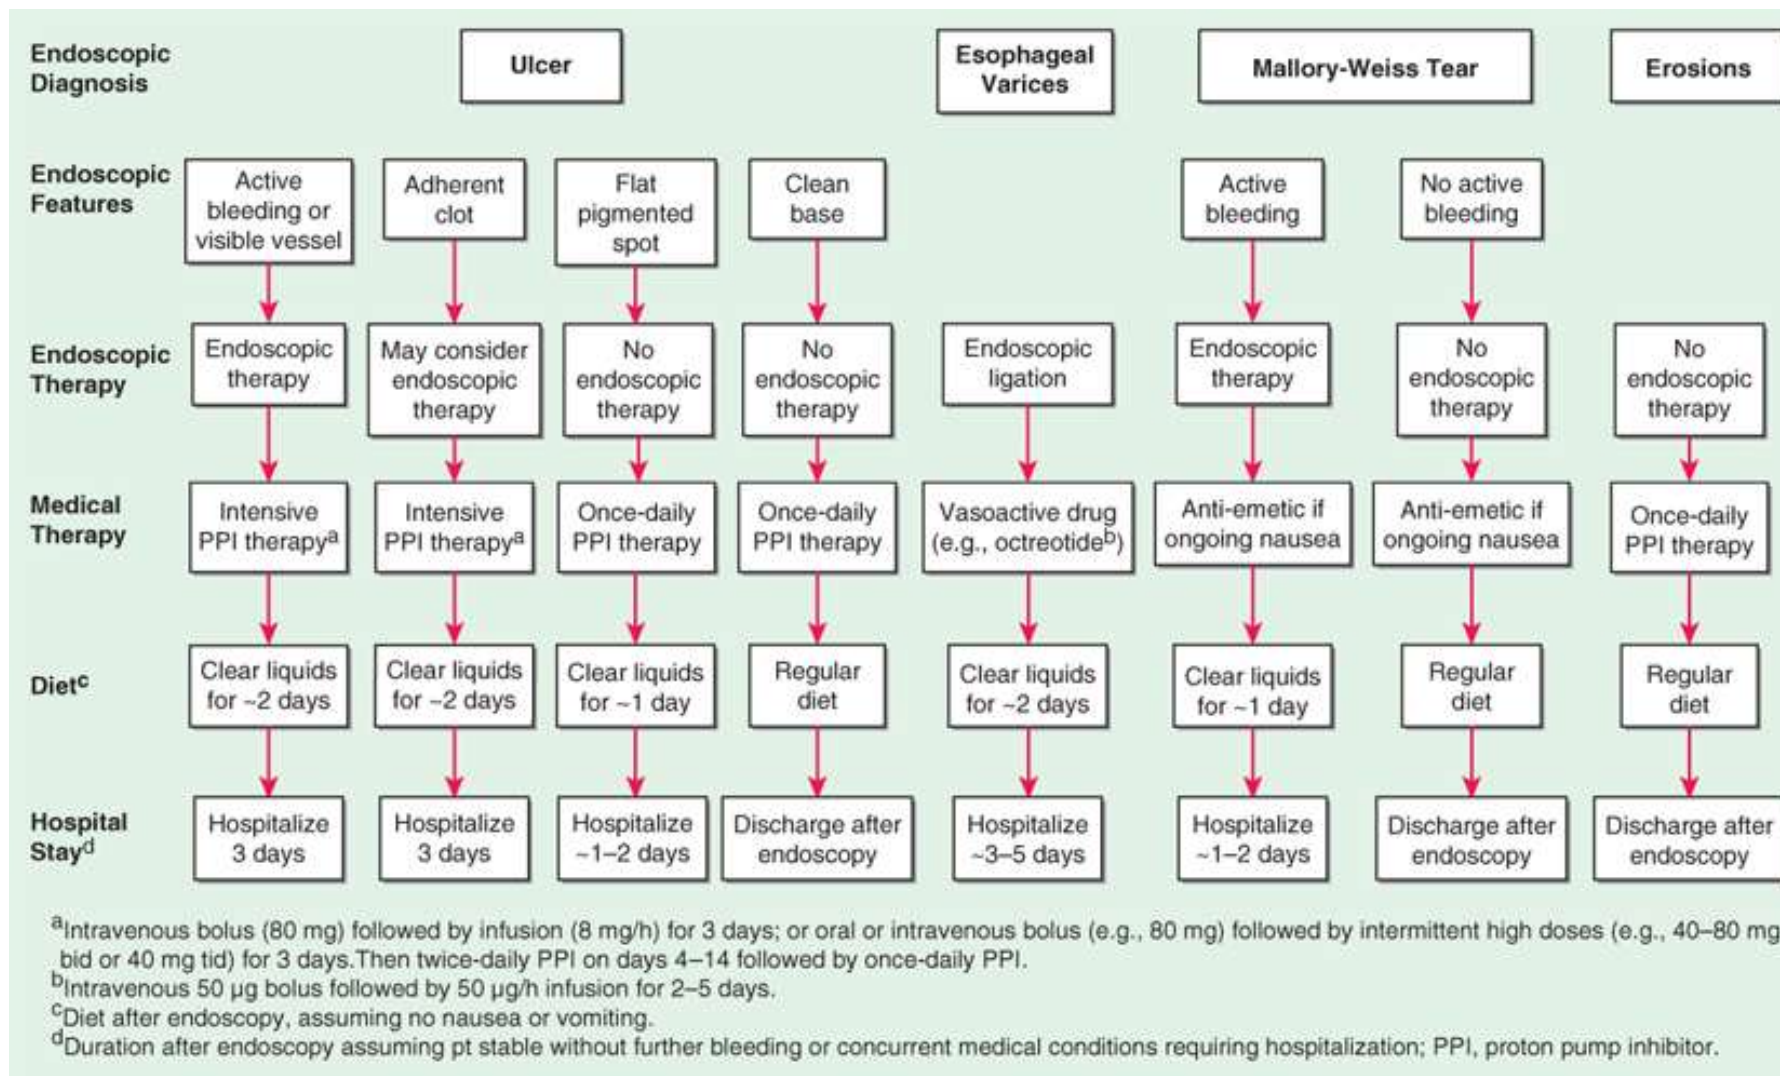 Endoscopic
Diagnosis
Ulcer
Esophageal
Varices
Mallory-Weiss Tear
Erosions
Endoscopic
Features
Active
bleeding or
visible vessel
Adherent
clot
Flat
pigmented
spot
Clean
base
Active
bleeding
No active
bleeding
Endoscopic
Therapy
Endoscopic
therapy
May consider
endoscopic
therapy
No
endoscopic
therapy
No
endoscopic
therapy
Endoscopic
ligation
Endoscopic
therapy
No
endoscopic
therapy
No
endoscopic
therapy
Medical
Therapy
Intensive
PPI therapyᵃ
Intensive
PPI therapyᵃ
Once-daily
PPI therapy
Once-daily
PPI therapy
Vasoactive drug
(e.g., octreotideᵇ)
Anti-emetic if
ongoing nausea
Anti-emetic if
ongoing nausea
Once-daily
PPI therapy
Dietᶜ
Clear liquids
for ~2 days
Clear liquids
for ~2 days
Clear liquids
for ~1 day
Regular
diet
Clear liquids
for ~2 days
Clear liquids
for ~1 day
Regular
diet
Regular
diet
Hospital
Stayᵈ
Hospitalize
3 days
Hospitalize
3 days
Hospitalize
~1–2 days
Discharge after
endoscopy
Hospitalize
~3–5 days
Hospitalize
~1–2 days
Discharge after
endoscopy
Discharge after
endoscopy
ᵃIntravenous bolus (80 mg) followed by infusion (8 mg/h) for 3 days; or oral or intravenous bolus (e.g., 80 mg) followed by intermittent high doses (e.g., 40–80 mg
bid or 40 mg tid) for 3 days.Then twice-daily PPI on days 4–14 followed by once-daily PPI.
ᵇIntravenous 50 μg bolus followed by 50 μg/h infusion for 2–5 days.
ᶜDiet after endoscopy, assuming no nausea or vomiting.
ᵈDuration after endoscopy assuming pt stable without further bleeding or concurrent medical conditions requiring hospitalization; PPI, proton pump inhibitor.